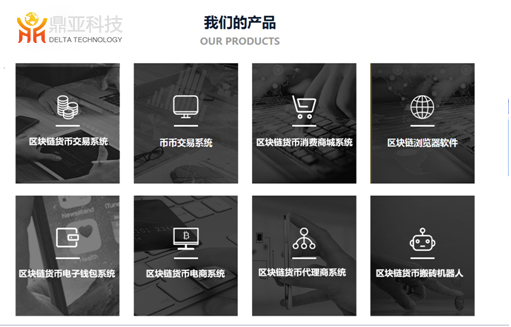 鼎亚科技
DELTA TECHNOLOGY
我们的产品
OUR PRODUCTS
区块链货币交易系统
币币交易系统
区块链货币消费商城系统
区块链浏览器软件
区块链货币电子钱包系统
区块链货币电商系统
区块链货币代理商系统
区块链货币搬砖机器人